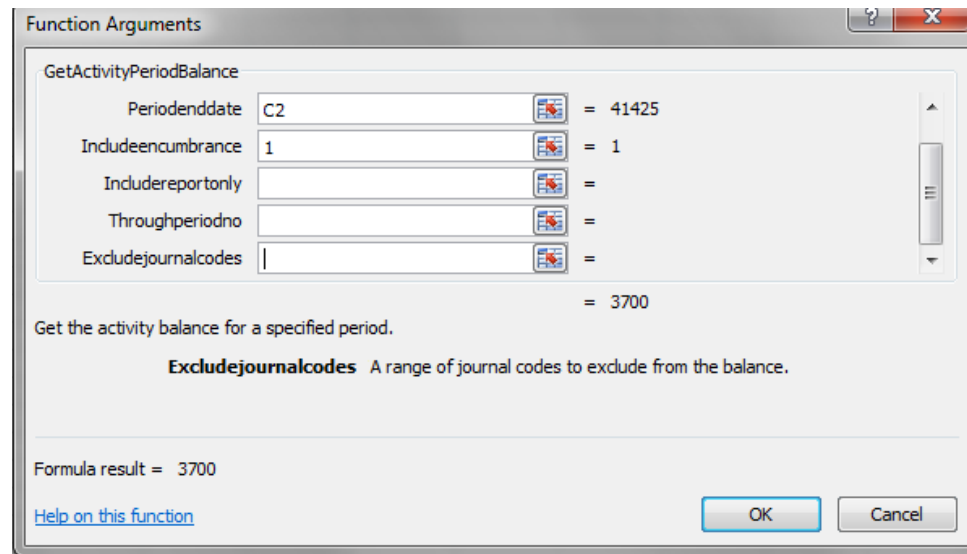 Function Arguments
GetActivityPeriodBalance
Periodenddate C2 = 41425
Includeencumbrance 1 = 1
Includereportonly =
Throughperiodno =
Excludejournalcodes =
= 3700
Get the activity balance for a specified period.
Excludejournalcodes A range of journal codes to exclude from the balance.
Formula result = 3700
Help on this function OK Cancel